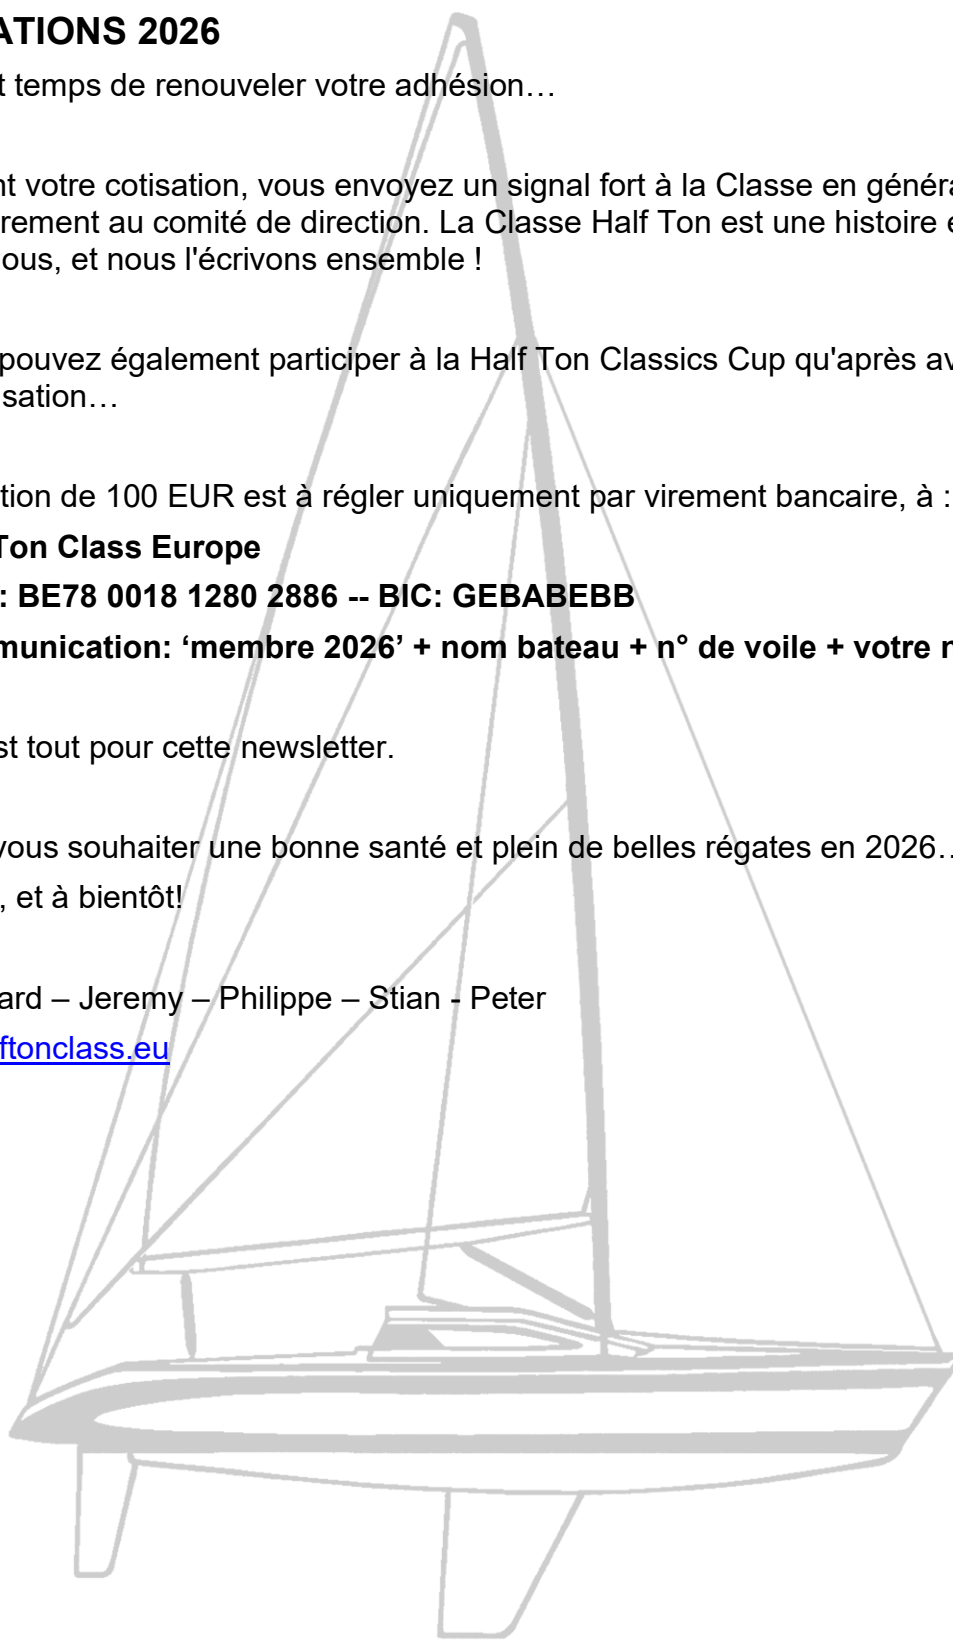 ATIONS 2026
t temps de renouveler votre adhésion…
nt votre cotisation, vous envoyez un signal fort à la Classe en généra
rement au comité de direction. La Classe Half Ton est une histoire e
ous, et nous l'écrivons ensemble !
pouvez également participer à la Half Ton Classics Cup qu'après av
sation…
tion de 100 EUR est à régler uniquement par virement bancaire, à :
Ton Class Europe
: BE78 0018 1280 2886 -- BIC: GEBABEBB
munication: ‘membre 2026’ + nom bateau + n° de voile + votre n
st tout pour cette newsletter.
vous souhaiter une bonne santé et plein de belles régates en 2026…
, et à bientôt!
ard – Jeremy – Philippe – Stian - Peter
ftonclass.eu